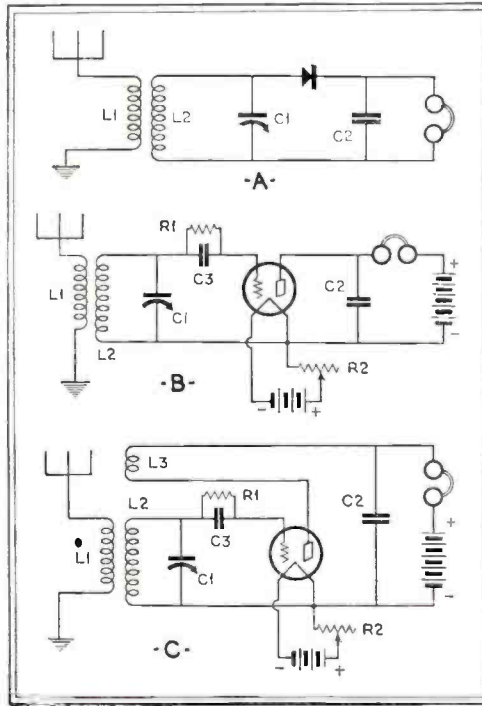 L1
L2
C1
C2
-A-
R1
C3
L1
C1
C2
+
-
L2
R2
-B-
- +
L3
L2
R1
C2
C3
L1
C1
+
-
R2
-C-
- +